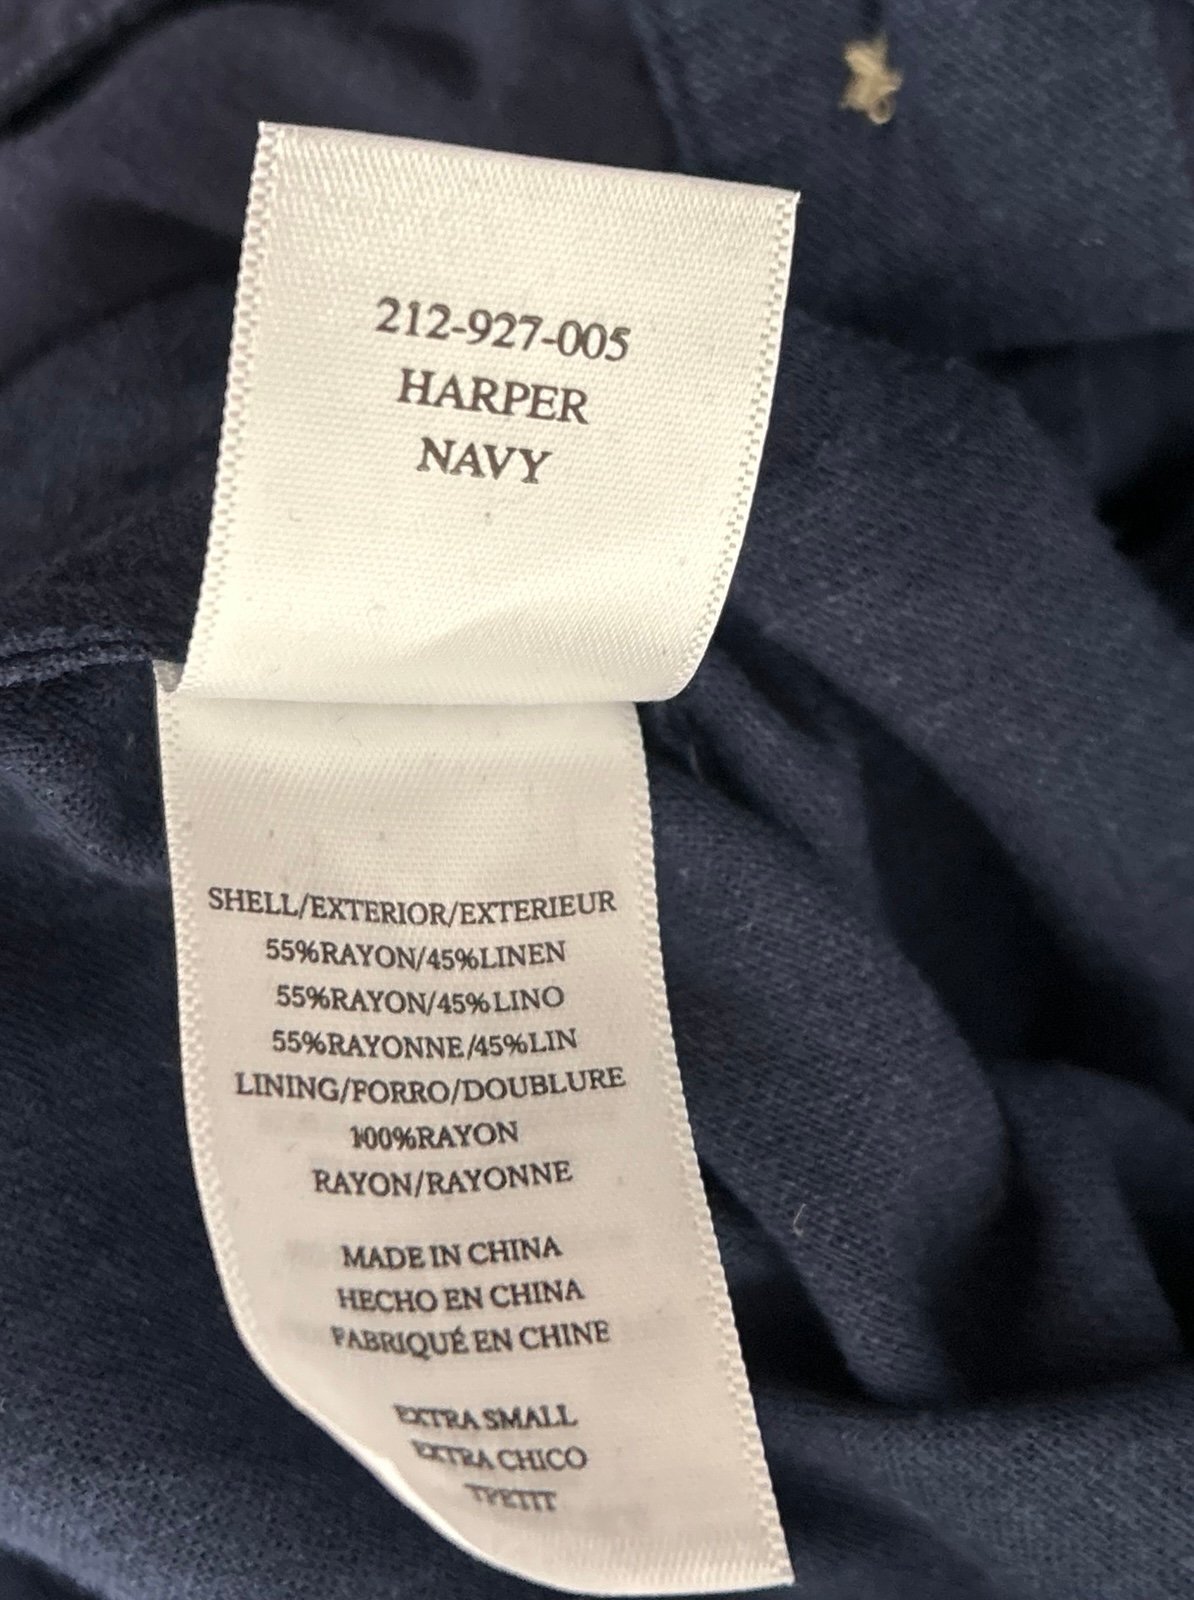 212-927-005
HARPER
NAVY
SHELL/EXTERIOR/EXTERIEUR
55%RAYON/45%LINEN
55%RAYON/45%LINO
55%RAYONNE/45%LIN
LINING/FORRO/DOUBLURE
100%RAYON
RAYON/RAYONNE
MADE IN CHINA
HECHO EN CHINA
FABRIQUÉ EN CHINE
EXTRA SMALL
EXTRA CHICO
TPETIT